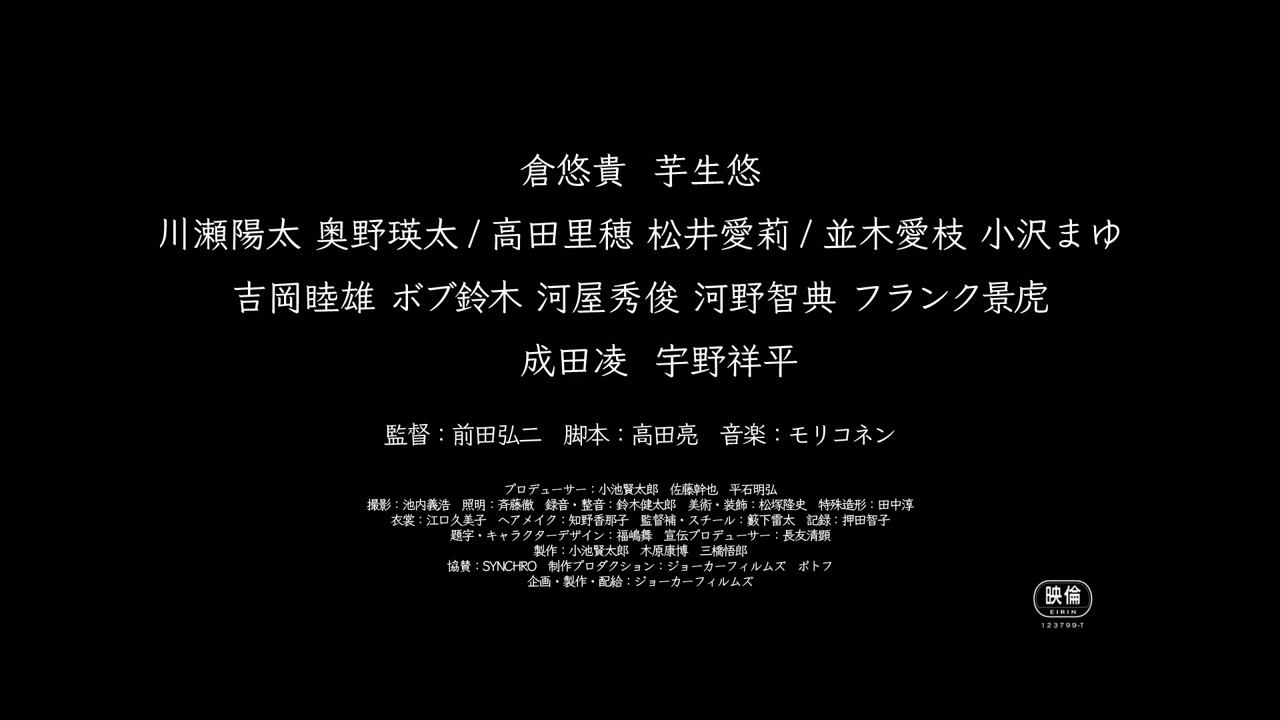 倉悠貴 芋生悠
川瀬陽太 奥野瑛太/高田里穂 松井愛莉/並木愛枝 小沢まゆ
吉岡睦雄 ボブ鈴木 河屋秀俊 河野智典 フランク景虎
成田凌 宇野祥平
監督：前田弘二 脚本：高田亮 音楽：モリコネン
プロデューサー：小池賢太郎 佐藤幹也 平石明弘
撮影：池内義浩 照明：斉藤徹 録音・整音：鈴木健太郎 美術・装飾：松塚隆史 特殊造形：田中淳
衣裳：江口久美子 ヘアメイク：知野香那子 監督補・スチール：藪下雷太 記録：押田智子
題字・キャラクターデザイン：福嶋舞 宣伝プロデューサー：長友清顕
製作：小池賢太郎 木原康博 三橋悟郎
協賛：SYNCHRO 制作プロダクション：ジョーカーフィルムズ ポトフ
企画・製作・配給：ジョーカーフィルムズ
映倫
EIRIN
123799-T